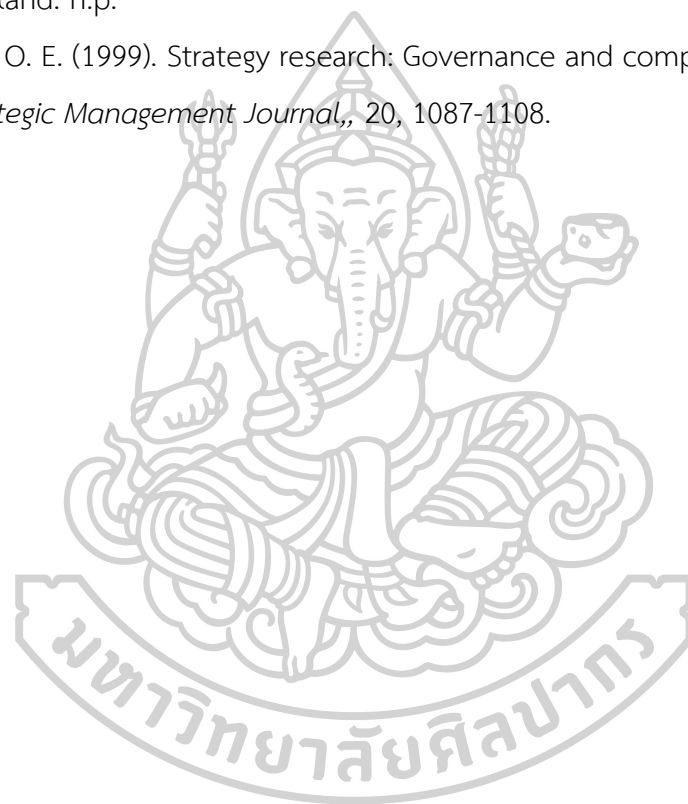 land. n.p.
O. E. (1999). Strategy research: Governance and comp
tegic Management Journal,, 20, 1087-1108.
มหาวิทยาลัยศิลปากร